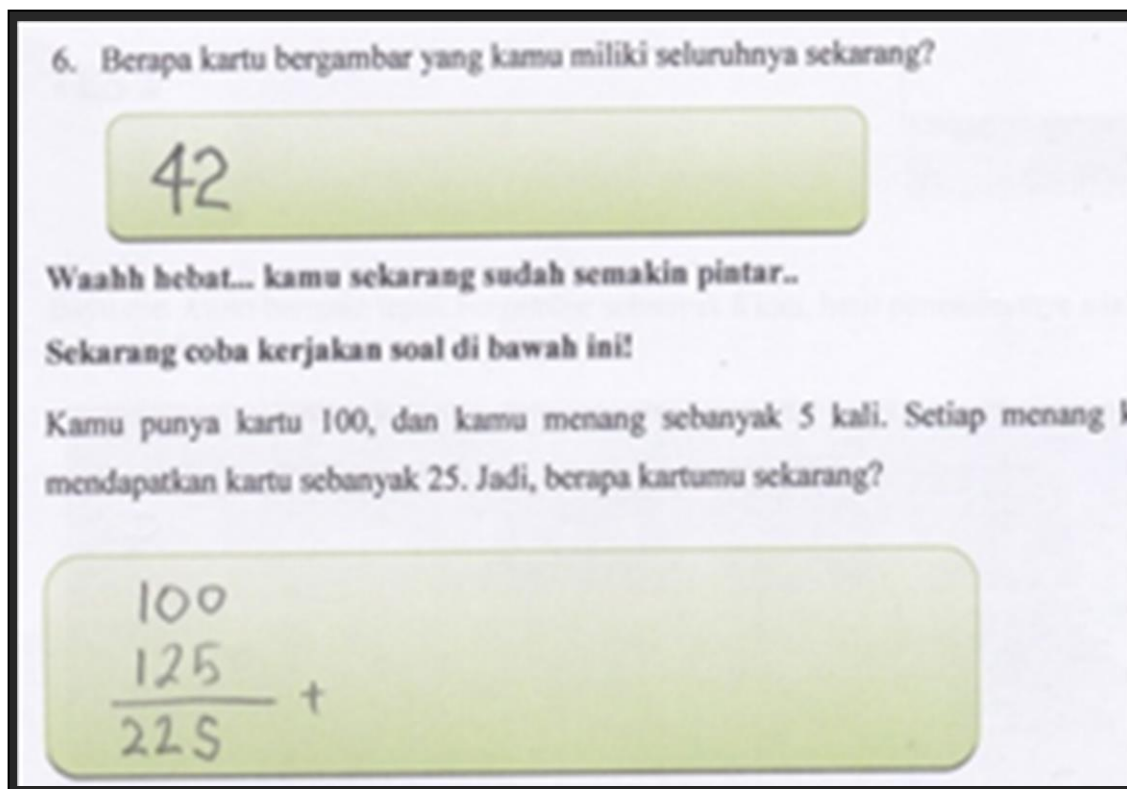 6. Berapa kartu bergambar yang kamu miliki seluruhnya sekarang?
42
Waahh hebat... kamu sekarang sudah semakin pintar..
Sekarang coba kerjakan soal di bawah ini!
Kamu punya kartu 100, dan kamu menang sebanyak 5 kali. Setiap menang
mendapatkan kartu sebanyak 25. Jadi, berapa kartumu sekarang?
100
125
+
225